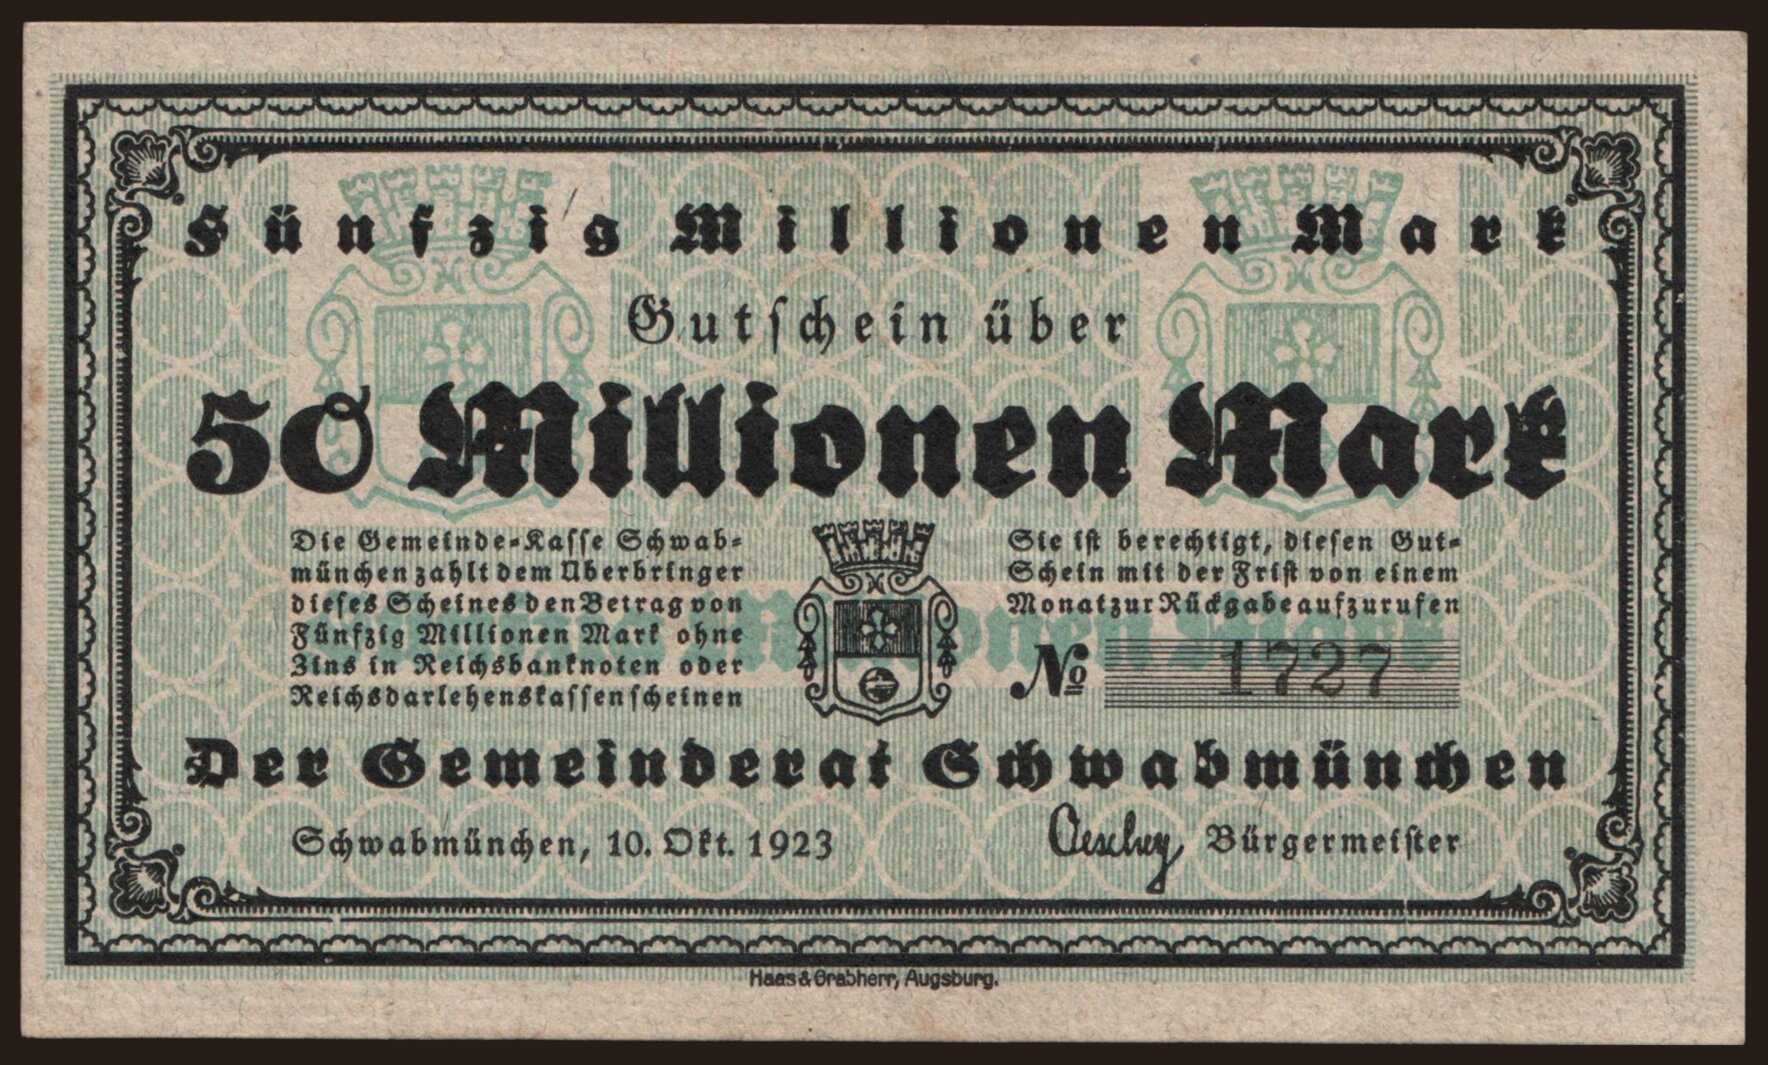 Fünfzig Millionen Mark
Gutschein über
50 Millionen Mark
Die Gemeinde-Kasse Schwab-
münchen zahlt dem Überbringer
dieses Scheines den Betrag von
Fünfzig Millionen Mark ohne
Zins in Reichsbanknoten oder
Reichsdarlehenskassenscheinen
Sie ist berechtigt, diesen Gut-
Schein mit der Frist von einem
Monat zur Rückgabe aufzurufen
No 1727
Der Gemeinderat Schwabmünchen
Schwabmünchen, 10. Okt. 1923
Bürgermeister
Haas & Grabherr, Augsburg.